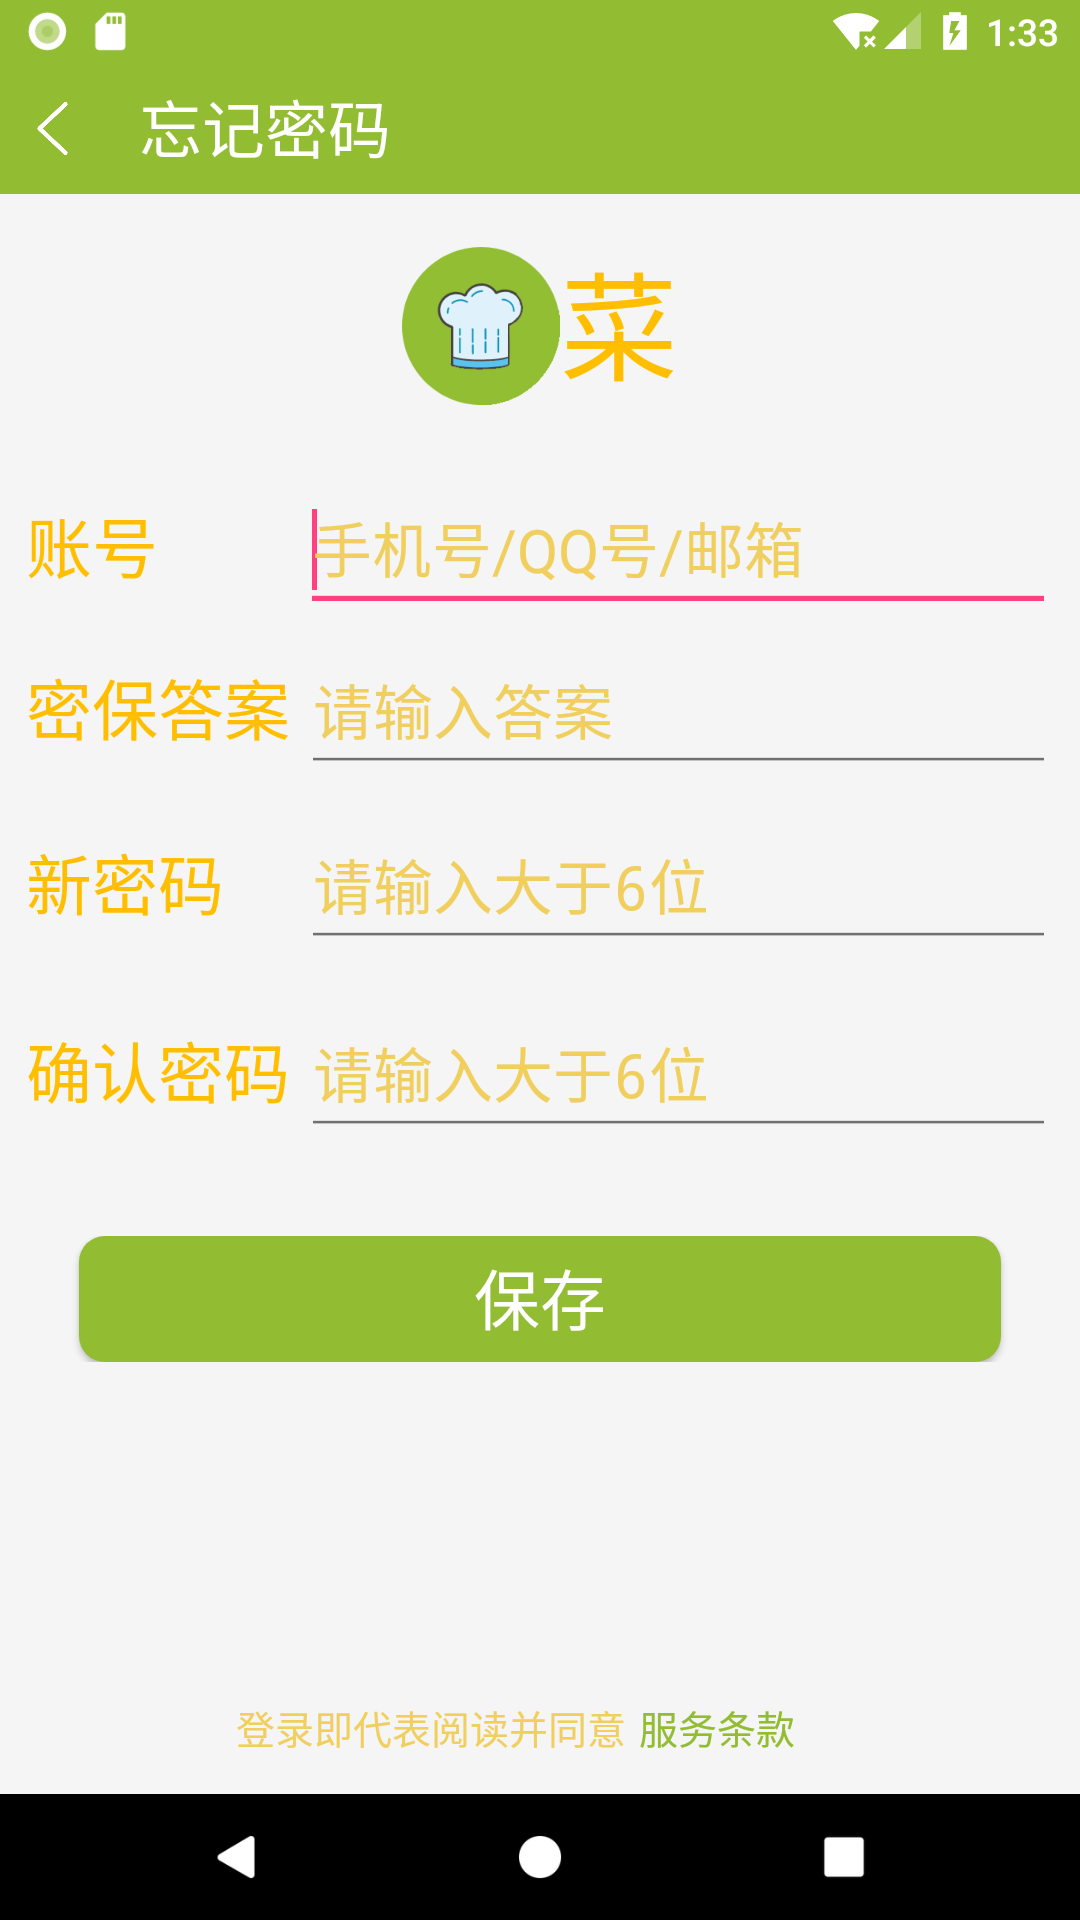 1:33
忘记密码
菜
账号 手机号/QQ号/邮箱
密保答案 请输入答案
新密码 请输入大于6位
确认密码 请输入大于6位
保存
登录即代表阅读并同意 服务条款